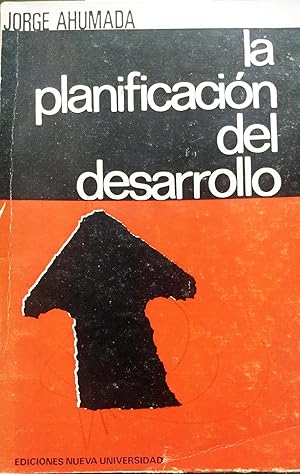 JORGE AHUMADA
la
planificación
del
desarrollo
EDICIONES NUEVA UNIVERSIDAD